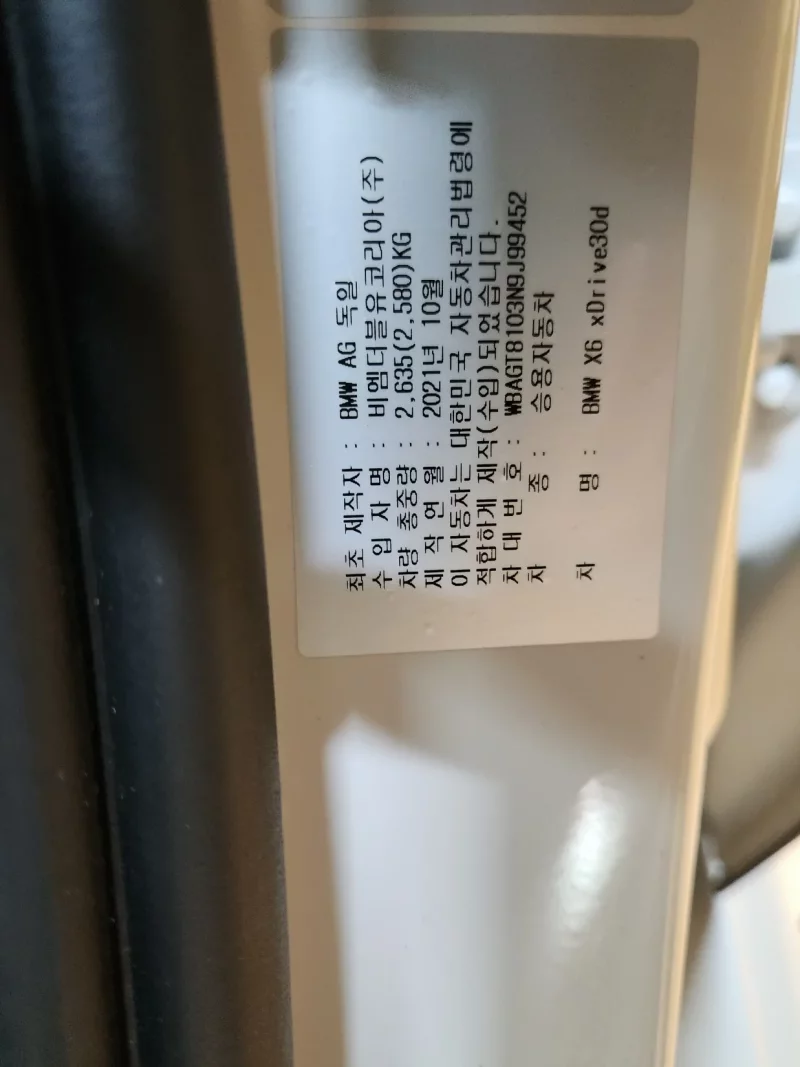 최초 제작자 : BMW AG 독일
수 입 자 명 : 비엠더블유코리아(주)
차량 총중량 : 2,635(2,580)KG
제 작 연 월 : 2021년 10월
이 자동차는 대한민국 자동차관리법령에
적합하게 제작(수입)되었습니다.
차 대 번 호 : WBAGT8103N9J99452
차 종 : 승용자동차
차 명 : BMW X6 xDrive30d